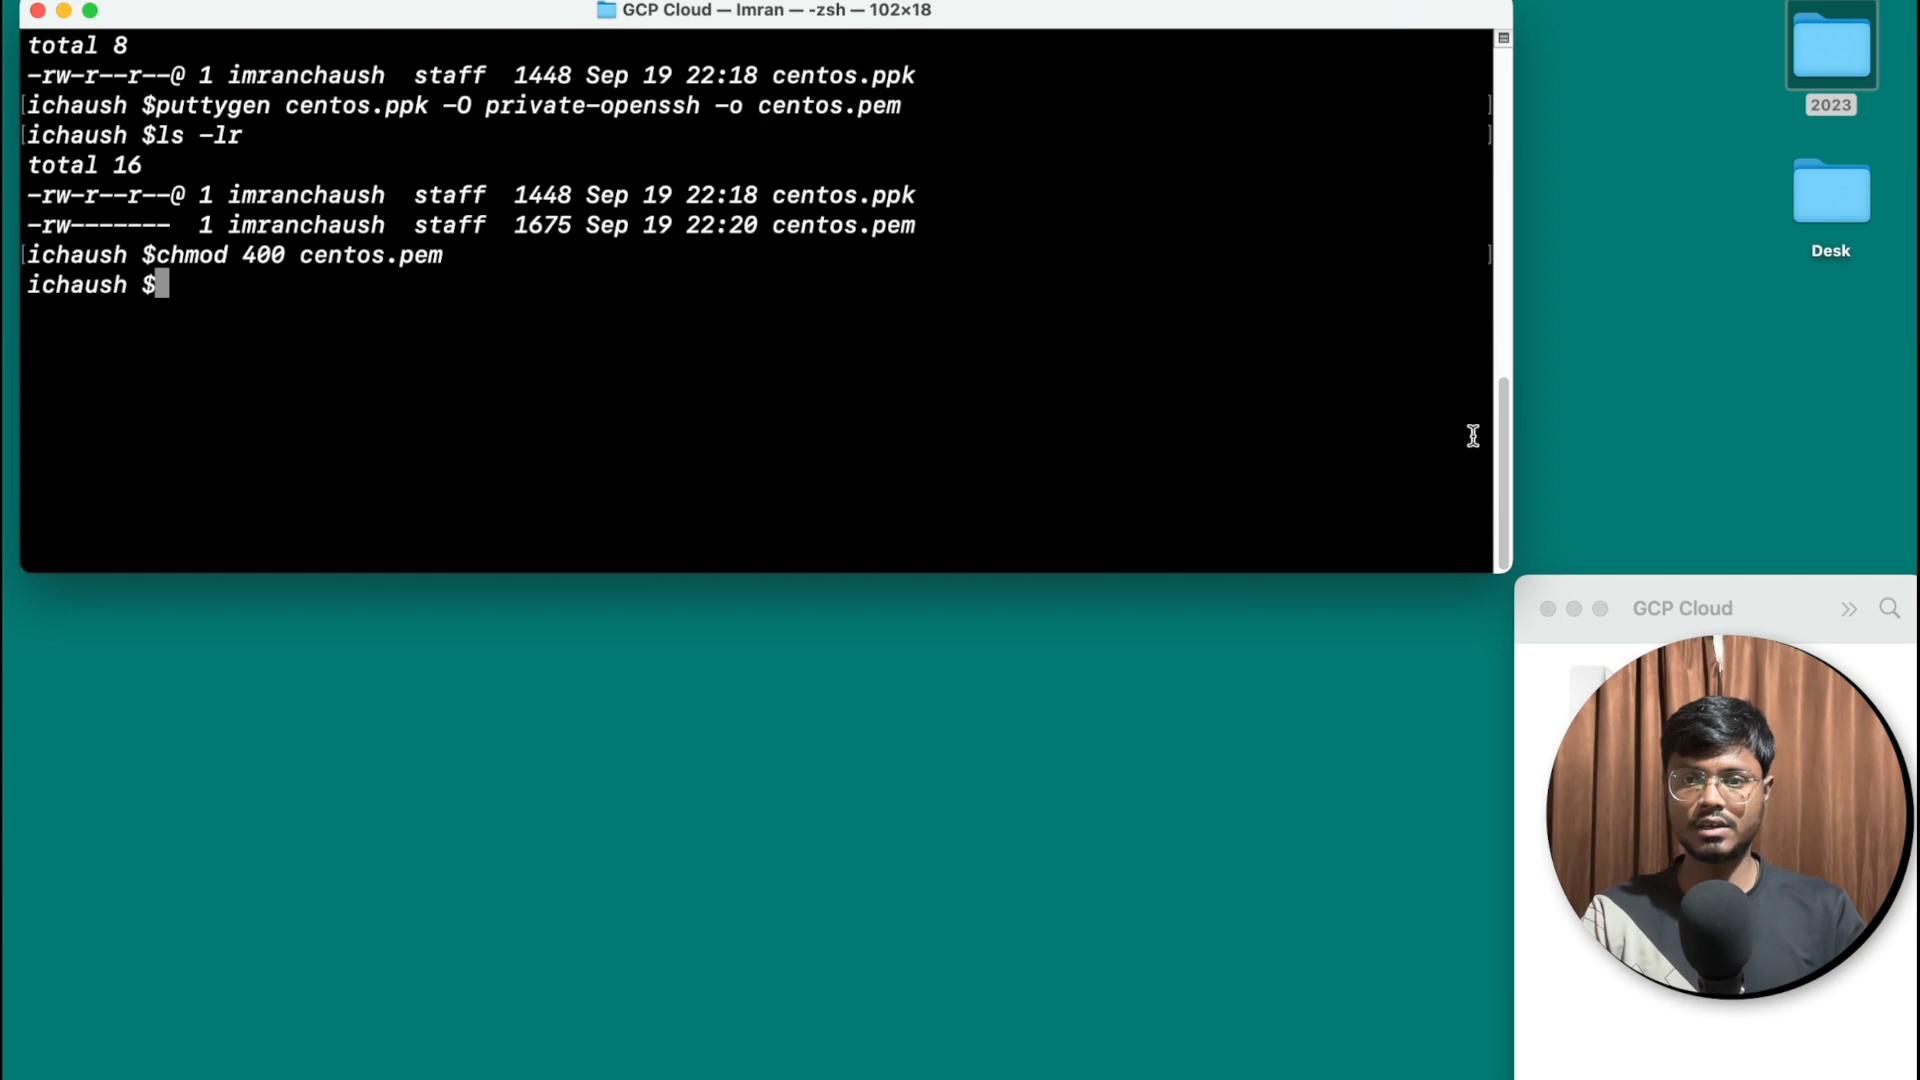 GCP Cloud — Imran — -zsh — 102×18
total 8
-rw-r--r--@ 1 imranchaush  staff  1448 Sep 19 22:18 centos.ppk
[ichaush $puttygen centos.ppk -O private-openssh -o centos.pem ]
[ichaush $ls -lr ]
total 16
-rw-r--r--@ 1 imranchaush  staff  1448 Sep 19 22:18 centos.ppk
-rw-------  1 imranchaush  staff  1675 Sep 19 22:20 centos.pem
[ichaush $chmod 400 centos.pem ]
ichaush $
2023
Desk
GCP Cloud